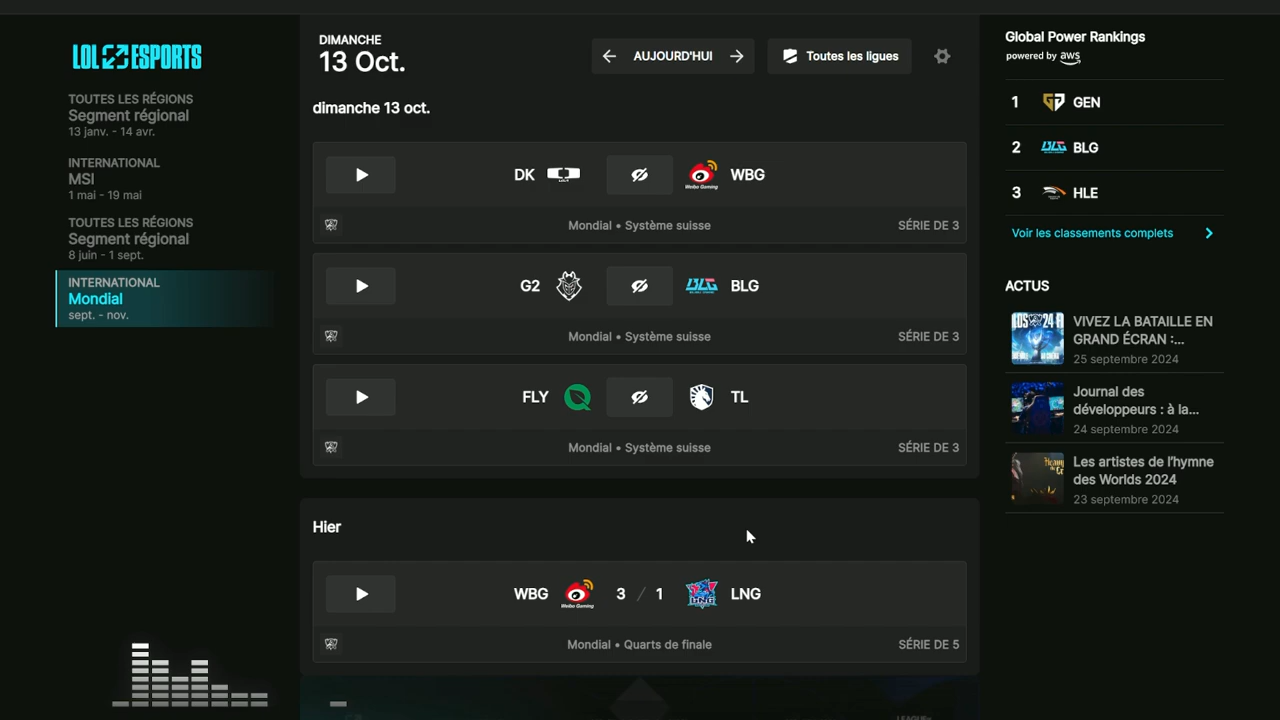 LOL ESPORTS
TOUTES LES RÉGIONS
Segment régional
13 janv. - 14 avr.
INTERNATIONAL
MSI
1 mai - 19 mai
TOUTES LES RÉGIONS
Segment régional
8 juin - 1 sept.
INTERNATIONAL
Mondial
sept. - nov.
DIMANCHE
13 Oct.
AUJOURD'HUI
Toutes les ligues
dimanche 13 oct.
DK WBG
Mondial • Système suisse SÉRIE DE 3
G2 BLG
Mondial • Système suisse SÉRIE DE 3
FLY TL
Mondial • Système suisse SÉRIE DE 3
Hier
WBG 3 / 1 LNG
Mondial • Quarts de finale SÉRIE DE 5
Global Power Rankings
powered by aws
1 GEN
2 BLG
3 HLE
Voir les classements complets
ACTUS
VIVEZ LA BATAILLE EN
GRAND ÉCRAN :...
25 septembre 2024
Journal des
développeurs : à la...
24 septembre 2024
Les artistes de l'hymne
des Worlds 2024
23 septembre 2024